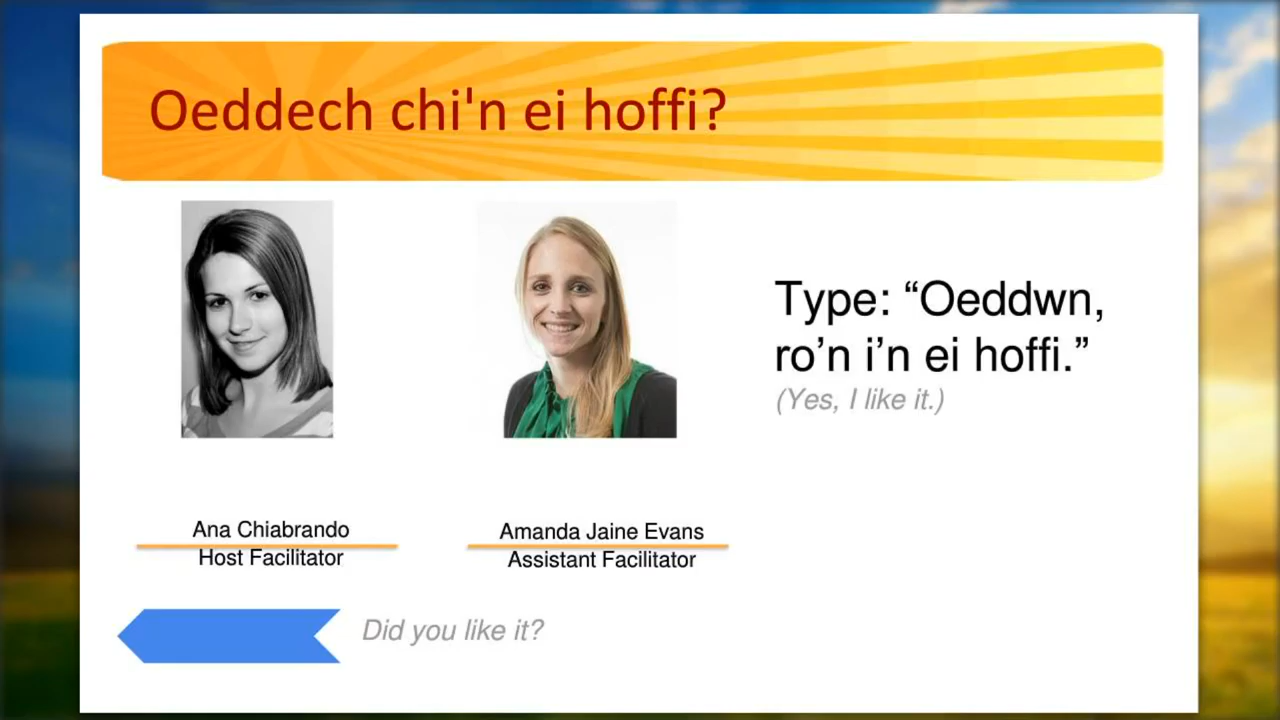 Oeddech chi'n ei hoffi?
Type: “Oeddwn,
ro’n i’n ei hoffi.”
(Yes, I like it.)
Ana Chiabrando
Host Facilitator
Amanda Jaine Evans
Assistant Facilitator
Did you like it?